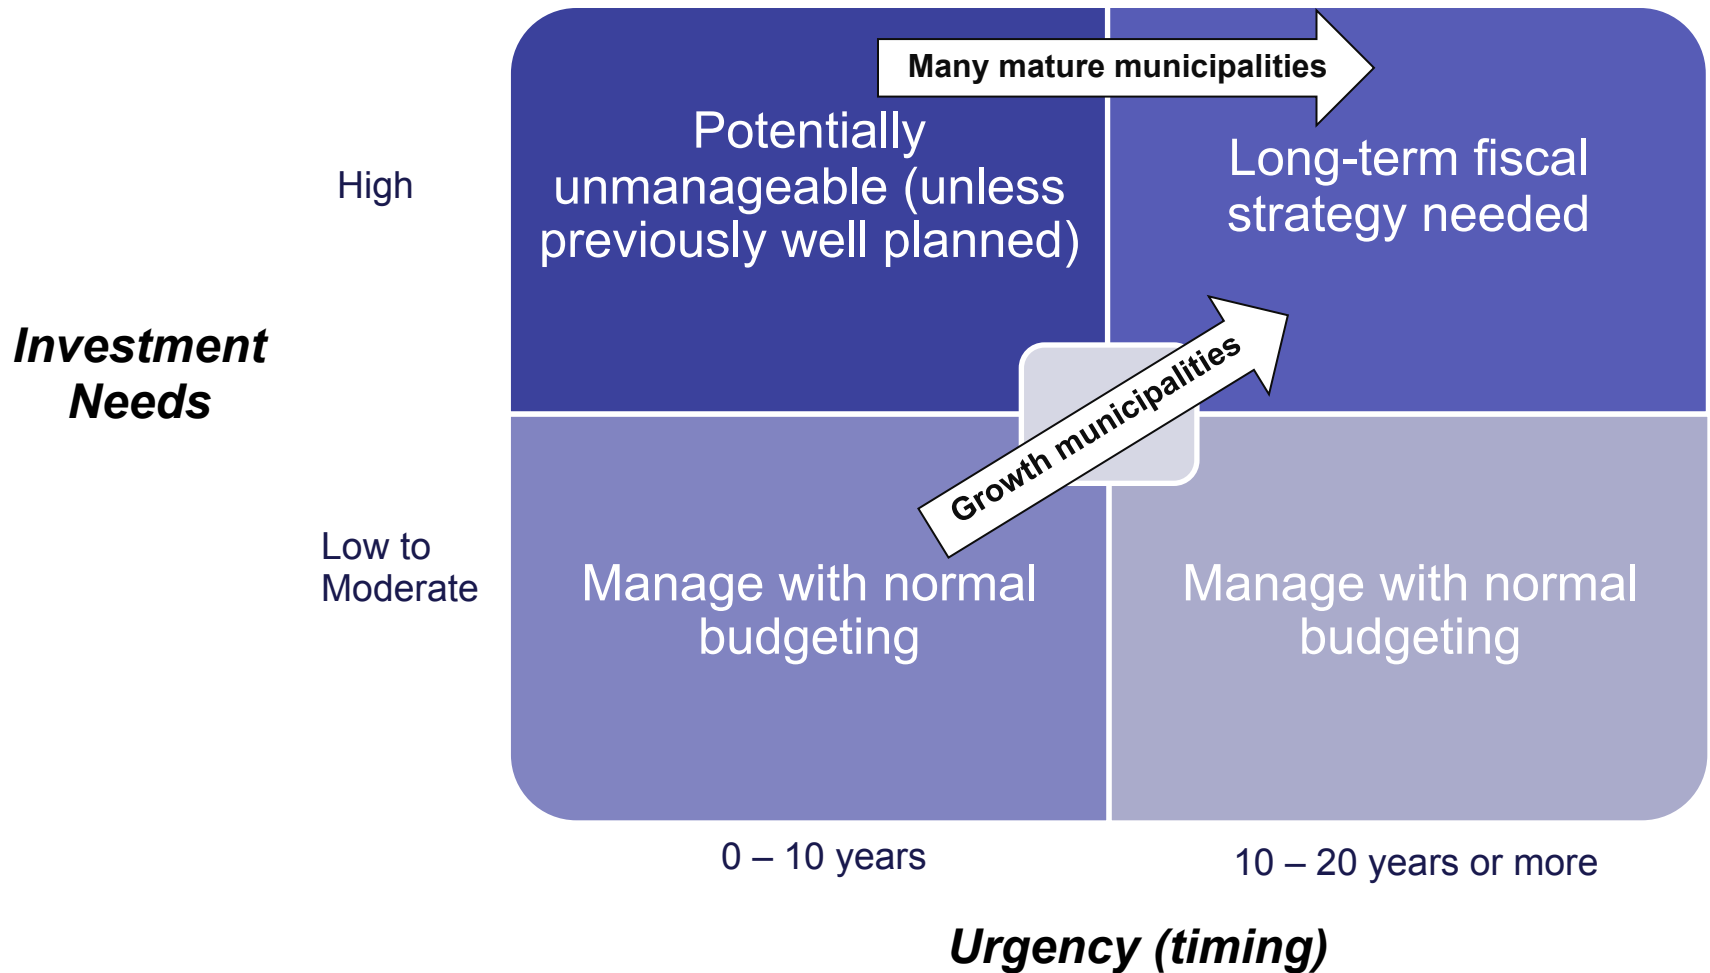 Many mature municipalities
Potentially
unmanageable (unless
previously well planned)
Long-term fiscal
strategy needed
High
Investment
Needs
Growth municipalities
Low to
Moderate
Manage with normal
budgeting
Manage with normal
budgeting
0 – 10 years
10 – 20 years or more
Urgency (timing)